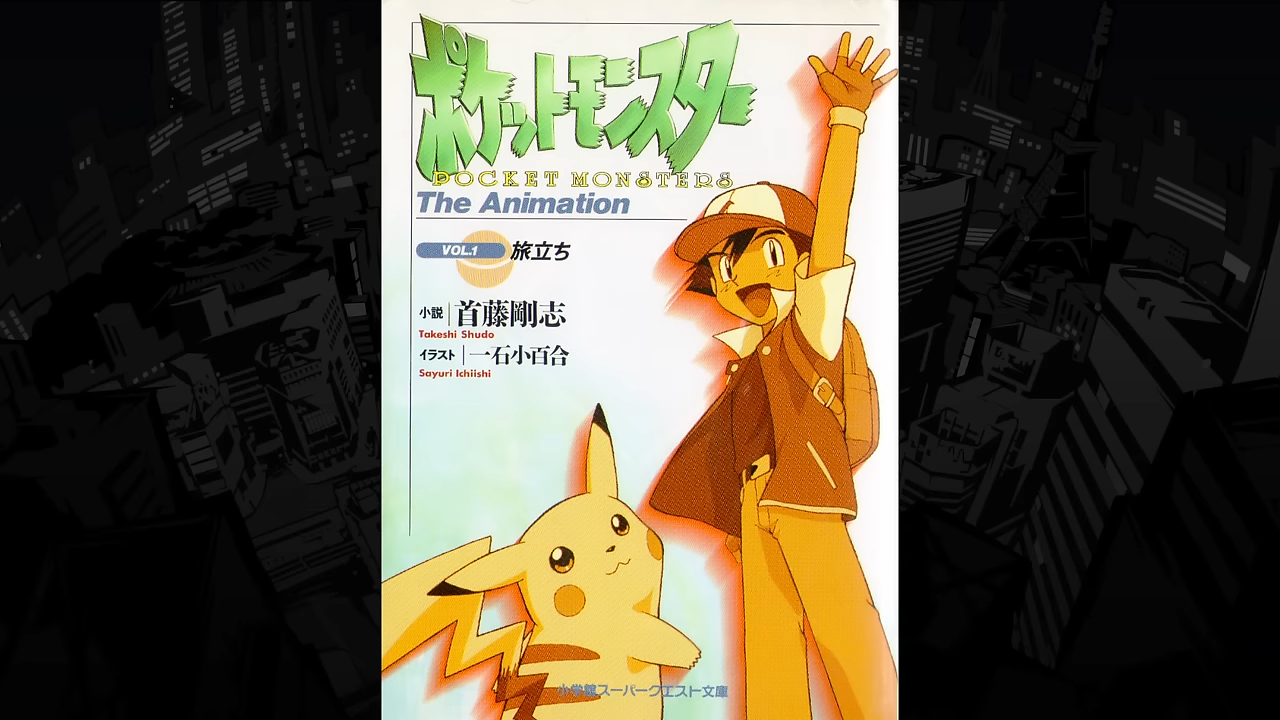 ポケットモンスター
POCKET MONSTERS
The Animation
VOL.1 旅立ち
小説 首藤剛志
Takeshi Shudo
イラスト 一石小百合
Sayuri Ichiishi
小学館スーパークエスト文庫